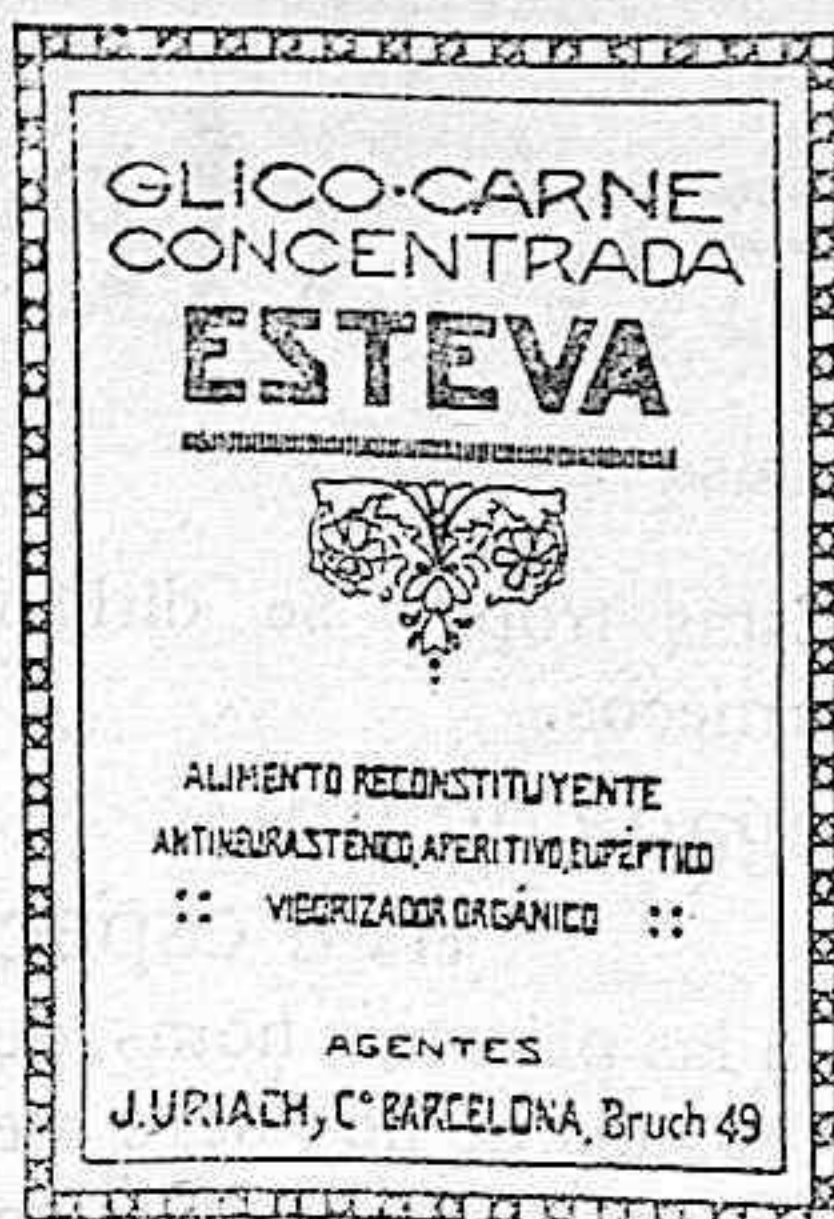 GLICO·CARNE
CONCENTRADA
ESTEVA
ALIMENTO RECONSTITUYENTE
ANTINEURASTÉNICO, APERITIVO, EUPÉPTICO
:: VIGORIZADOR ORGÁNICO ::
AGENTES
J. URIACH, y Cº BARCELONA, Bruch 49